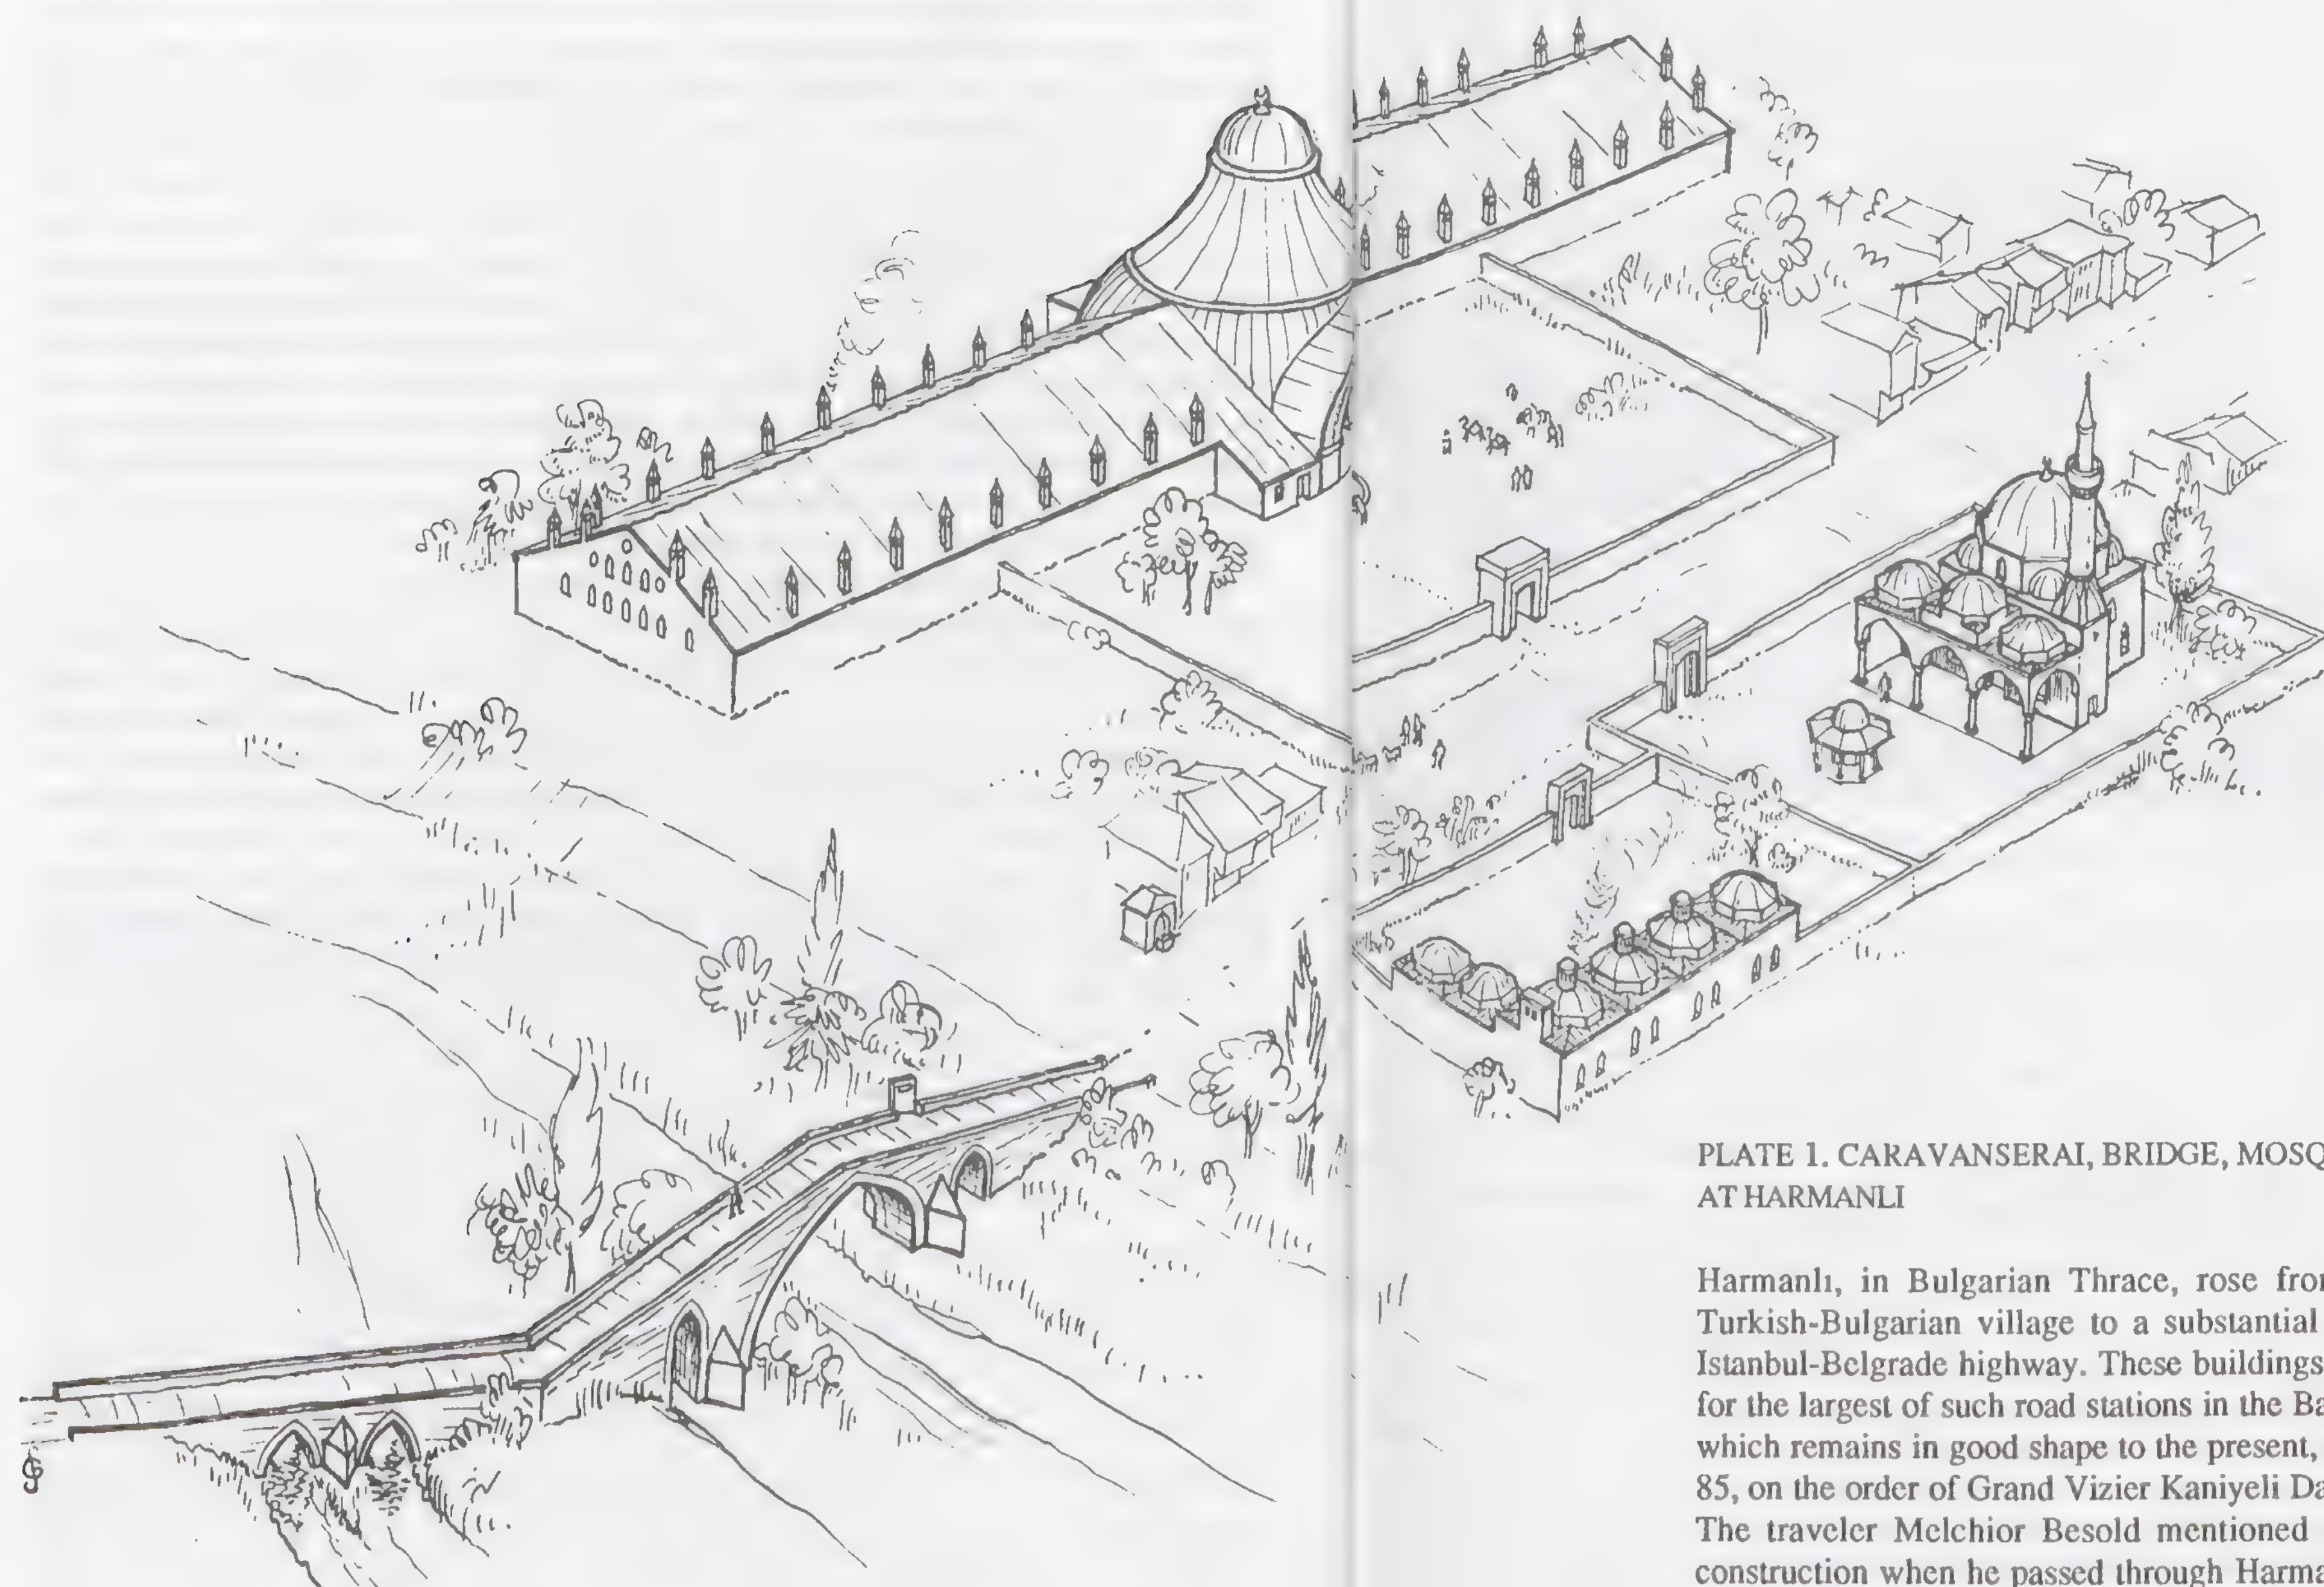 PLATE 1. CARAVANSERAI, BRIDGE, MOSQ
AT HARMANLI
Harmanlı, in Bulgarian Thrace, rose fro
Turkish-Bulgarian village to a substantial
Istanbul-Belgrade highway. These buildings
for the largest of such road stations in the Ba
which remains in good shape to the present,
85, on the order of Grand Vizier Kaniyeli Da
The traveler Melchior Besold mentioned
construction when he passed through Harma